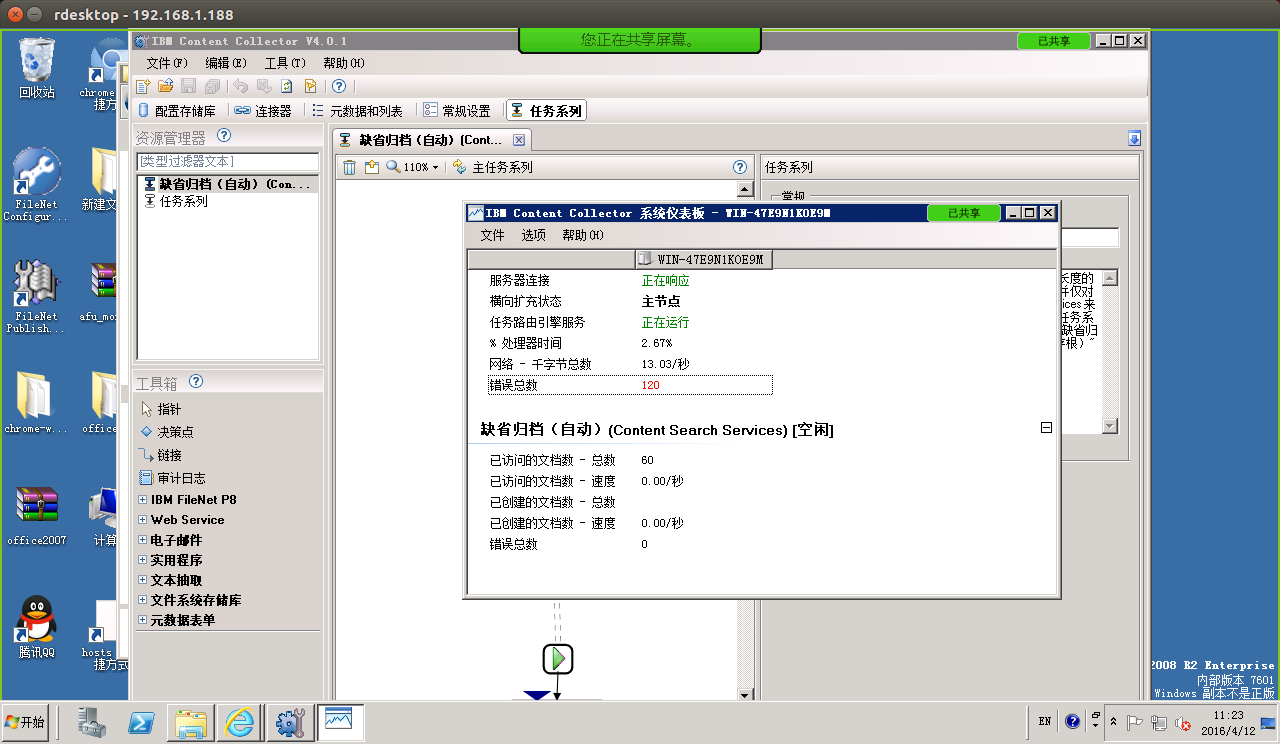 rdesktop - 192.168.1.188
您正在共享屏幕。
IBM Content Collector V4.0.1
已共享
文件(F) 编辑(E) 工具(T) 帮助(H)
配置存储库 连接器 元数据和列表 常规设置 任务系列
资源管理器
[类型过滤器文本]
缺省归档（自动）(Con...
任务系列
缺省归档（自动）(Cont...
110%
主任务系列
任务系列
常规
长度的
并仅对
ices 来
任务系
缺省归
字根）~
IBM Content Collector 系统仪表板 - WIN-47E9N1KOE9M
已共享
文件 选项 帮助(H)
WIN-47E9N1KOE9M
服务器连接 正在响应
横向扩充状态 主节点
任务路由引擎服务 正在运行
% 处理器时间 2.67%
网络 - 千字节总数 13.03/秒
错误总数 120
缺省归档（自动）(Content Search Services) [空闲]
已访问的文档数 - 总数 60
已访问的文档数 - 速度 0.00/秒
已创建的文档数 - 总数
已创建的文档数 - 速度 0.00/秒
错误总数 0
工具箱
指针
决策点
链接
审计日志
IBM FileNet P8
Web Service
电子邮件
实用程序
文本抽取
文件系统存储库
元数据表单
回收站
chrome
捷方
FileNet
Configur...
新建文
FileNet
Publish...
afu_mo
chrome-w...
office
office2007
计算
腾讯QQ
hosts
捷方式
2008 R2 Enterprise
内部版本 7601
Windows 副本不是正版
开始
EN
11:23
2016/4/12